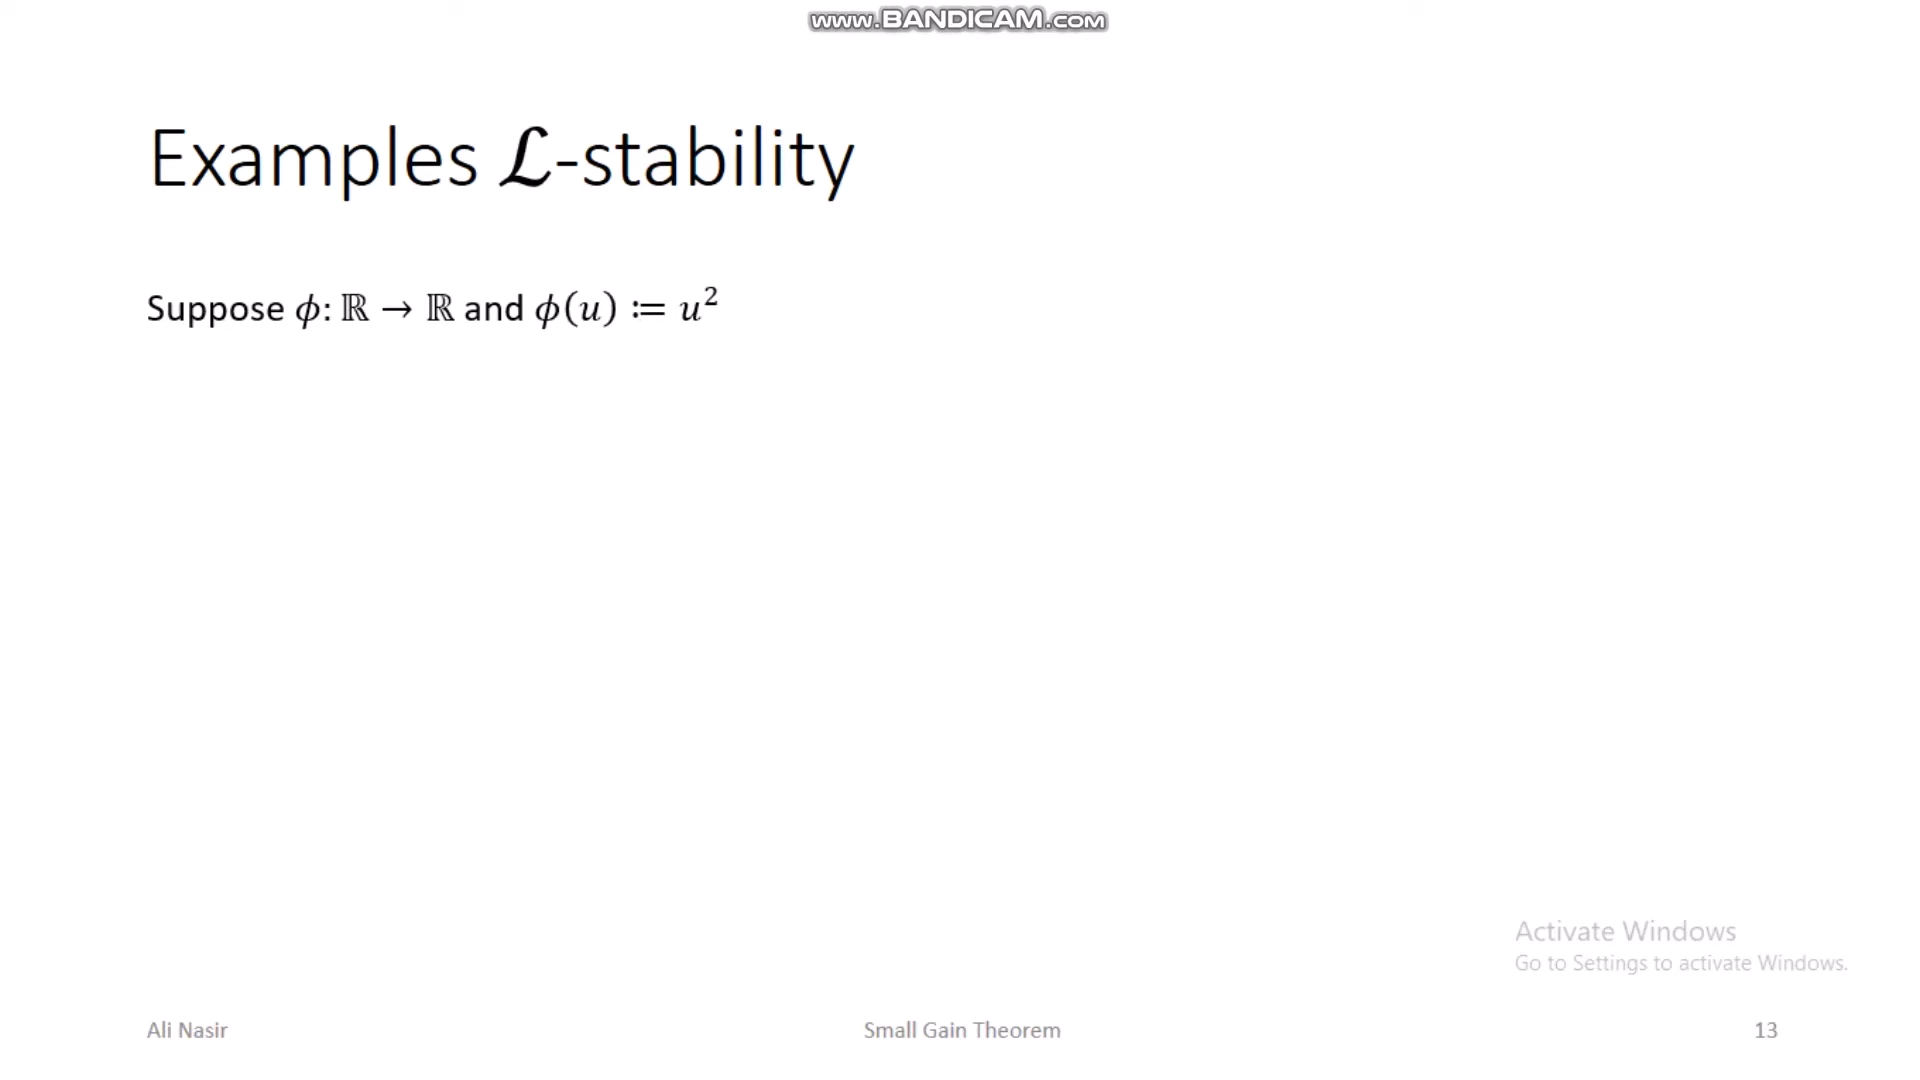 www.BANDICAM.com
Examples ℒ-stability
Suppose 𝜙: ℝ → ℝ and 𝜙(𝑢) ≔ 𝑢²
Activate Windows
Go to Settings to activate Windows.
Ali Nasir
Small Gain Theorem
13